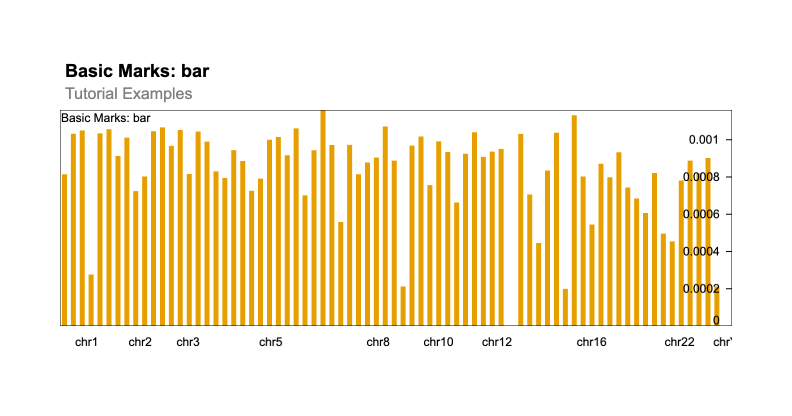 Basic Marks: bar
Tutorial Examples
Basic Marks: bar
0.001
0.0008
0.0006
0.0004
0.0002
0
chr1 chr2 chr3 chr5 chr8 chr10 chr12 chr16 chr22